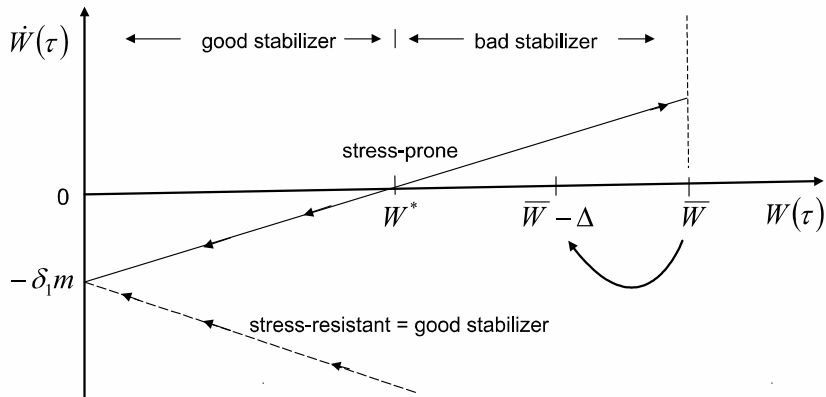 Ẇ(τ)
good stabilizer
bad stabilizer
stress-prone
0
W*
W̅ − Δ
W̅
W(τ)
−δ₁m
stress-resistant = good stabilizer